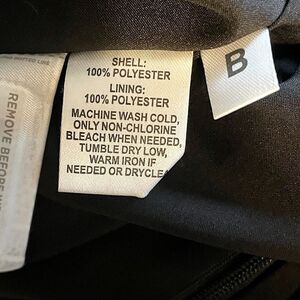 SHELL:
100% POLYESTER
LINING:
100% POLYESTER
MACHINE WASH COLD,
ONLY NON-CHLORINE
BLEACH WHEN NEEDED,
TUMBLE DRY LOW,
WARM IRON IF
NEEDED OR DRYCLEA
B
REMOVE BEFORE